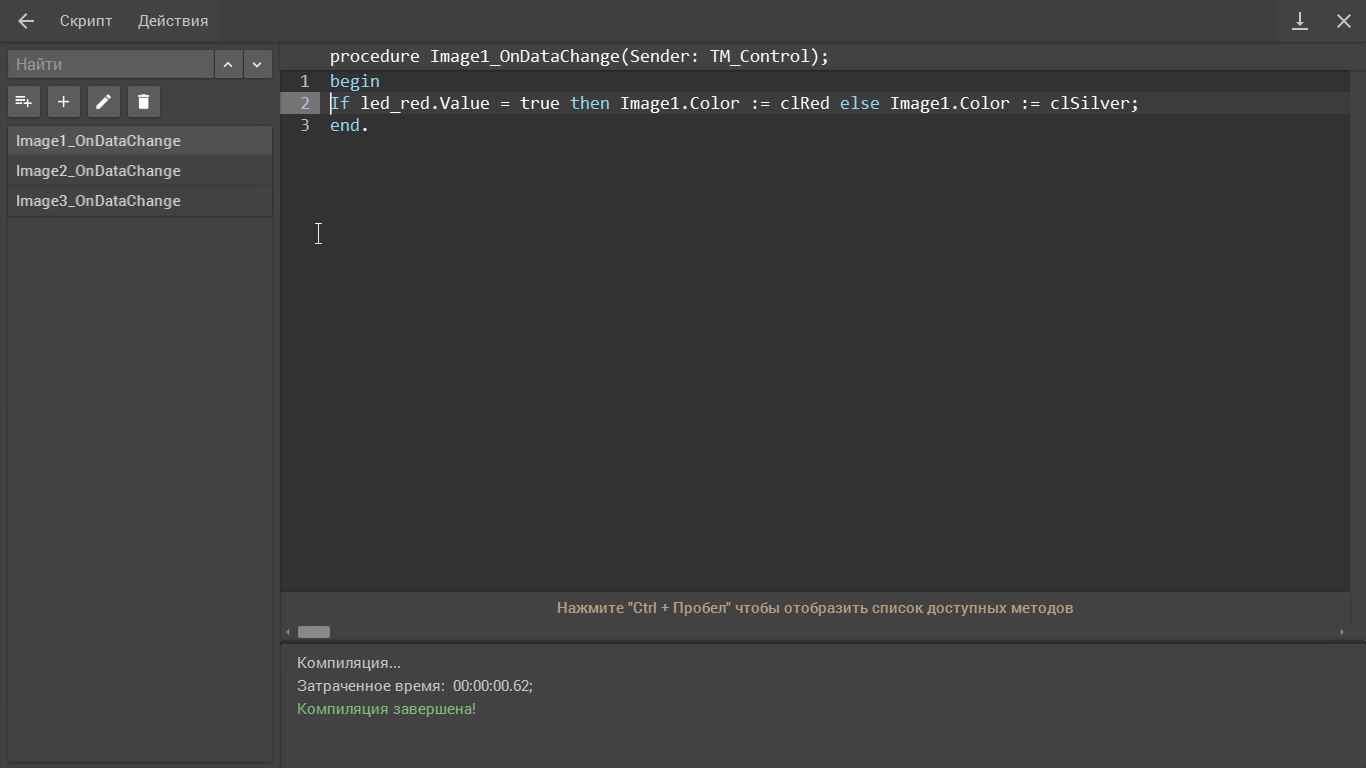 Скрипт Действия
Найти
Image1_OnDataChange
Image2_OnDataChange
Image3_OnDataChange
procedure Image1_OnDataChange(Sender: TM_Control);
1 begin
2 If led_red.Value = true then Image1.Color := clRed else Image1.Color := clSilver;
3 end.
Нажмите "Ctrl + Пробел" чтобы отобразить список доступных методов
Компиляция...
Затраченное время: 00:00:00.62;
Компиляция завершена!